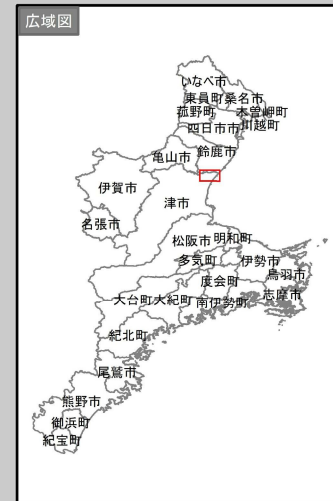 広域図
いなべ市
東員町 桑名市
菰野町 木曽岬町
川越町
四日市市
鈴鹿市
亀山市
伊賀市
津市
名張市
松阪市 明和町
多気町 伊勢市
鳥羽市
度会町
大台町 大紀町 南伊勢町 志摩市
紀北町
尾鷲市
熊野市
御浜町
紀宝町